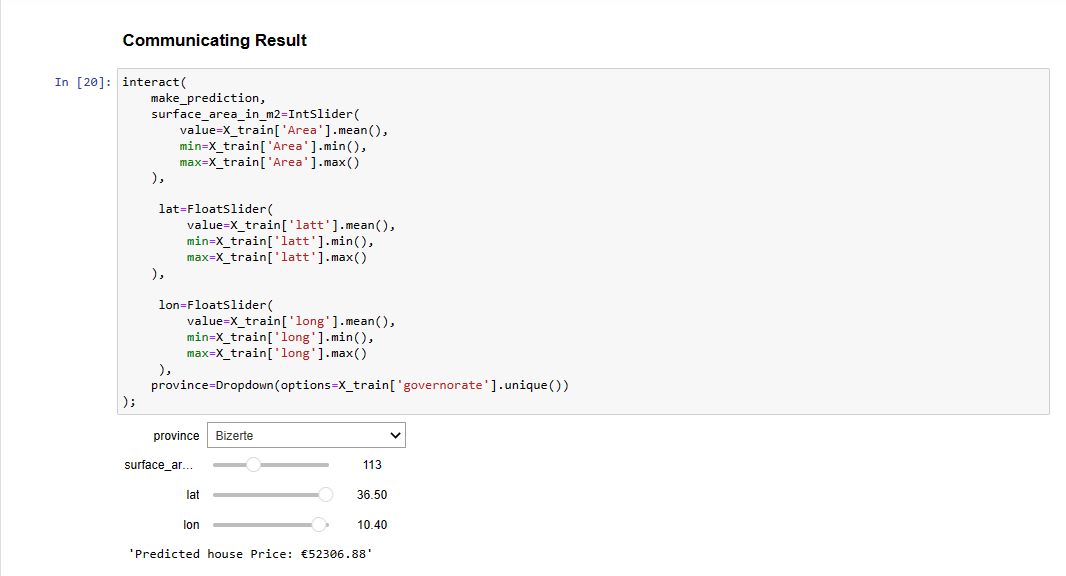 Communicating Result
In [20]: interact(
    make_prediction,
    surface_area_in_m2=IntSlider(
        value=X_train['Area'].mean(),
        min=X_train['Area'].min(),
        max=X_train['Area'].max()
    ),
     lat=FloatSlider(
         value=X_train['latt'].mean(),
         min=X_train['latt'].min(),
         max=X_train['latt'].max()
    ),
     lon=FloatSlider(
         value=X_train['long'].mean(),
         min=X_train['long'].min(),
         max=X_train['long'].max()
     ),
    province=Dropdown(options=X_train['governorate'].unique())
);
province Bizerte
surface_ar... 113
lat 36.50
lon 10.40
'Predicted house Price: €52306.88'